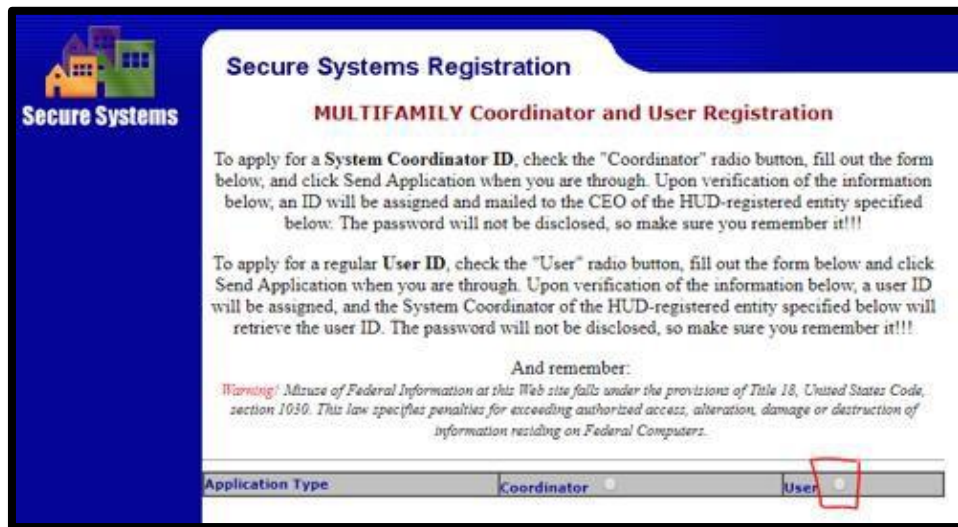 Secure Systems
Secure Systems Registration
MULTIFAMILY Coordinator and User Registration
To apply for a System Coordinator ID, check the "Coordinator" radio button, fill out the form
below, and click Send Application when you are through. Upon verification of the information
below, an ID will be assigned and mailed to the CEO of the HUD-registered entity specified
below. The password will not be disclosed, so make sure you remember it!!!
To apply for a regular User ID, check the "User" radio button, fill out the form below and click
Send Application when you are through. Upon verification of the information below, a user ID
will be assigned, and the System Coordinator of the HUD-registered entity specified below will
retrieve the user ID. The password will not be disclosed, so make sure you remember it!!!
And remember:
Warning! Misuse of Federal Information at this Web site falls under the provisions of Title 18, United States Code,
section 1030. This law specifies penalties for exceeding authorized access, alteration, damage or destruction of
information residing on Federal Computers.
Application Type Coordinator User